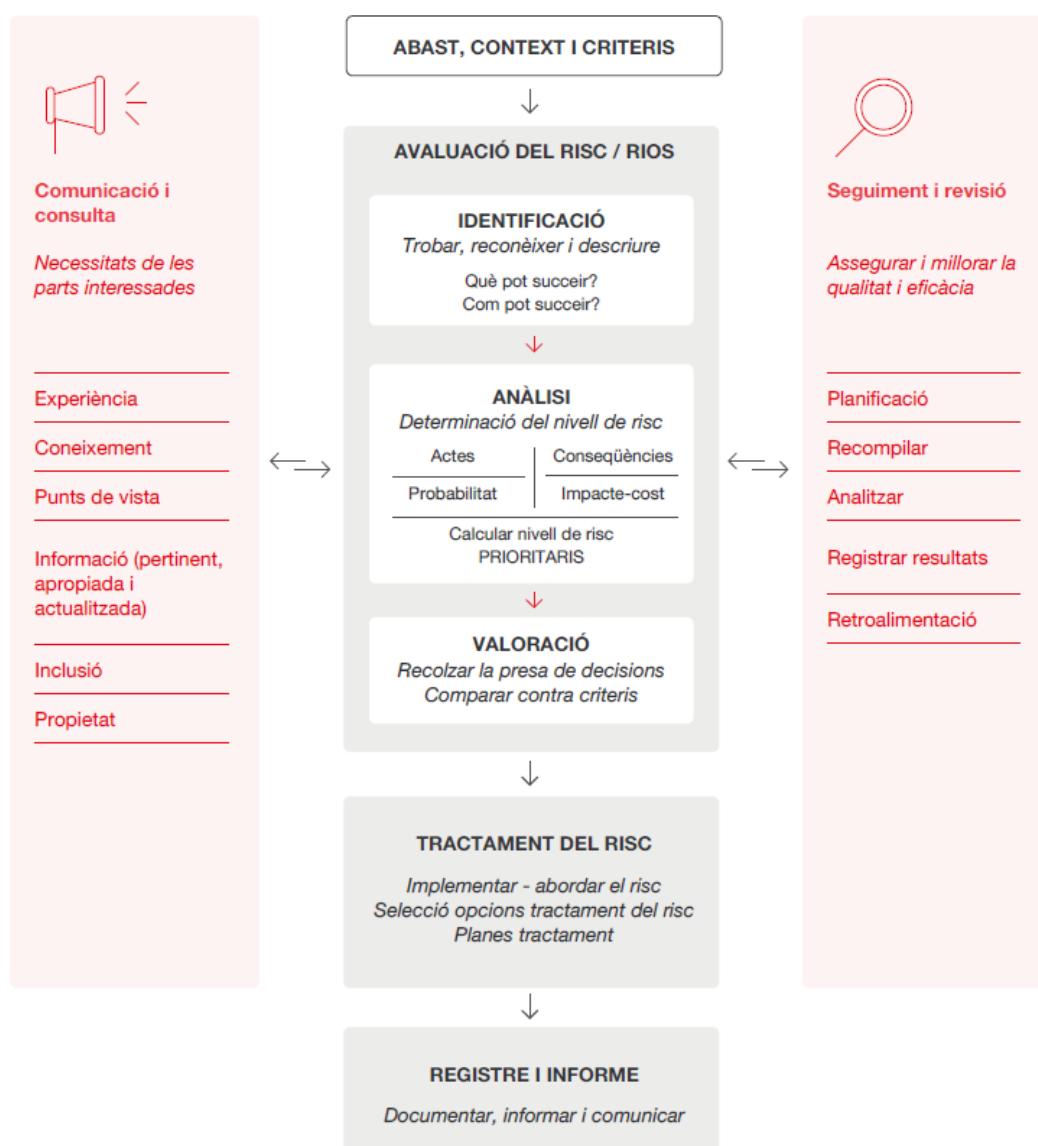 Comunicació i
consulta
Necessitats de les
parts interessades
Experiència
Coneixement
Punts de vista
Informació (pertinent,
apropiada i
actualitzada)
Inclusió
Propietat
ABAST, CONTEXT I CRITERIS
AVALUACIÓ DEL RISC / RIOS
IDENTIFICACIÓ
Trobar, reconèixer i descriure
Què pot succeir?
Com pot succeir?
ANÀLISI
Determinació del nivell de risc
Actes
Conseqüències
Probabilitat
Impacte-cost
Calcular nivell de risc
PRIORITARIS
VALORACIÓ
Recolzar la presa de decisions
Comparar contra criteris
TRACTAMENT DEL RISC
Implementar - abordar el risc
Selecció opcions tractament del risc
Planes tractament
REGISTRE I INFORME
Documentar, informar i comunicar
Seguiment i revisió
Assegurar i millorar la
qualitat i eficàcia
Planificació
Recompilar
Analitzar
Registrar resultats
Retroalimentació